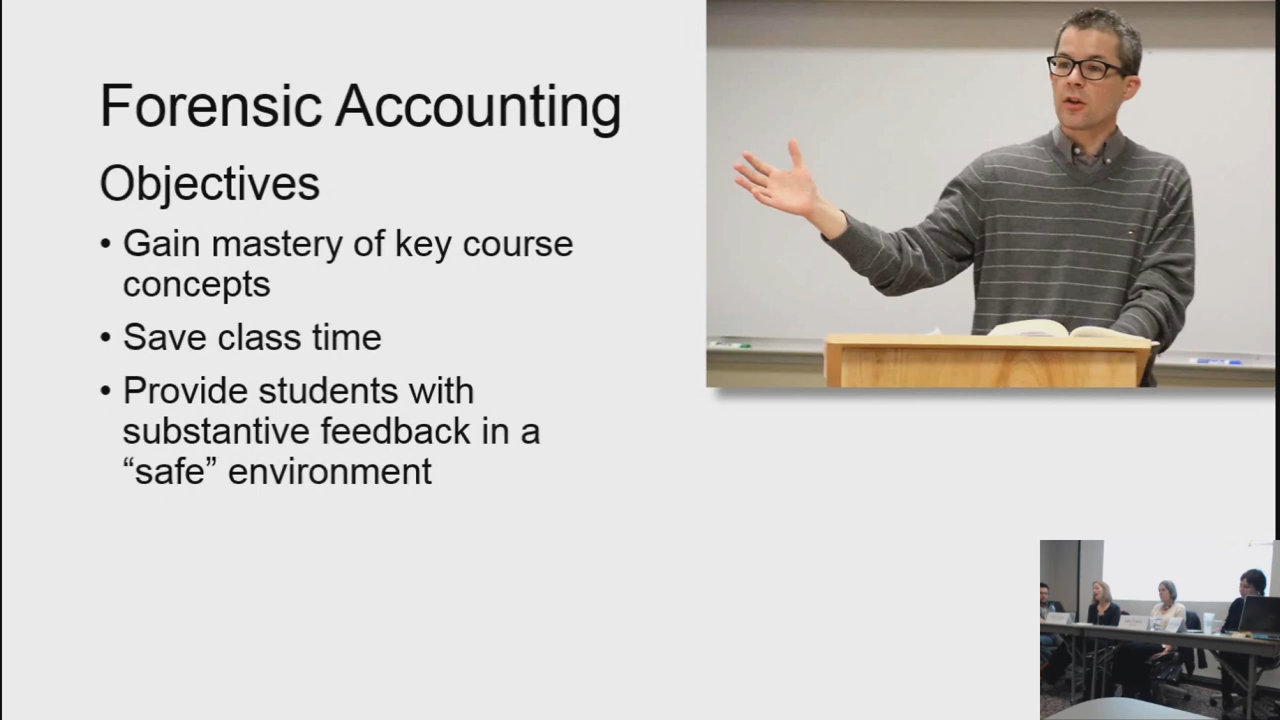 Forensic Accounting
Objectives
• Gain mastery of key course
concepts
• Save class time
• Provide students with
substantive feedback in a
“safe” environment